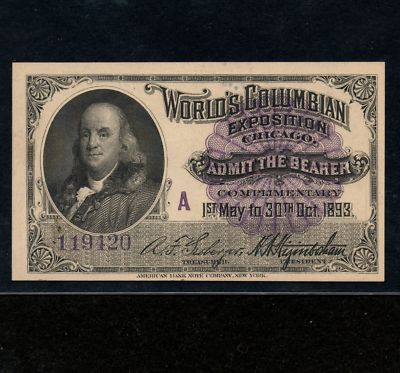 WORLD'S COLUMBIAN
EXPOSITION
CHICAGO.
ADMIT THE BEARER
COMPLIMENTARY
A
1ST May to 30TH Oct. 1893.
119420
TREASURER.
PRESIDENT.
AMERICAN BANK NOTE COMPANY, NEW YORK.